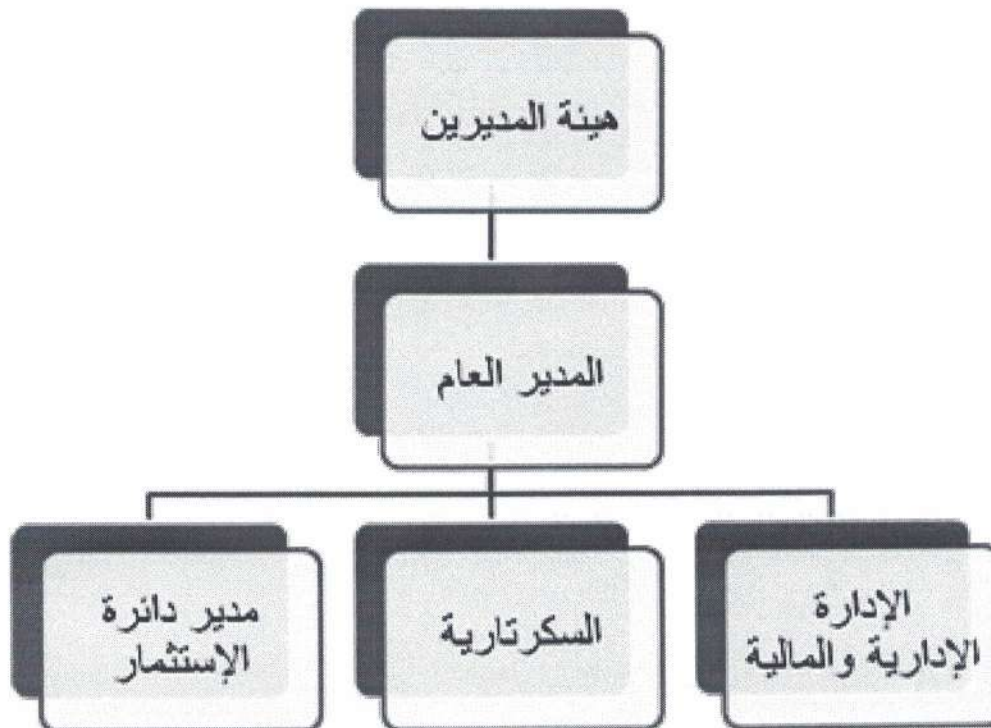 هيئة المديرين
المدير العام
الإدارة
الإدارية والمالية
السكرتارية
مدير دائرة
الإستثمار